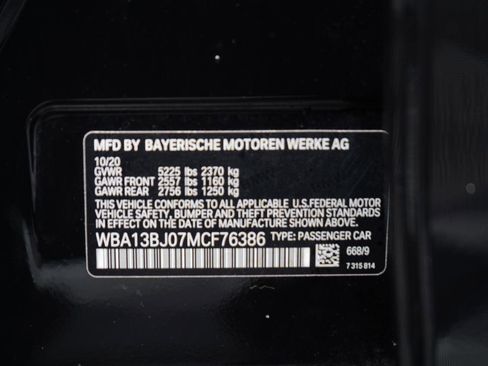 MFD BY BAYERISCHE MOTOREN WERKE AG
10/20
GVWR 5225 lbs 2370 kg
GAWR FRONT 2557 lbs 1160 kg
GAWR REAR 2756 lbs 1250 kg
THIS VEHICLE CONFORMS TO ALL APPLICABLE U.S.FEDERAL MOTOR
VEHICLE SAFETY, BUMPER, AND THEFT PREVENTION STANDARDS
IN EFFECT ON THE DATE OF MANUFACTURE SHOWN ABOVE.
WBA13BJ07MCF76386 TYPE: PASSENGER CAR
668/9
7 315 814